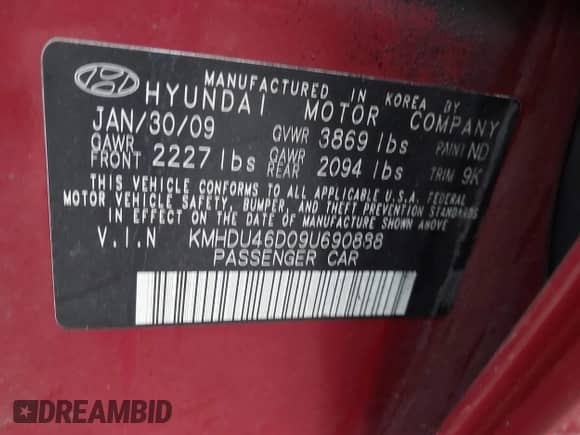 MANUFACTURED IN KOREA BY
HYUNDAI MOTOR COMPANY
JAN/30/09 GVWR 3869 lbs PAINT ND
GAWR FRONT 2227 lbs GAWR REAR 2094 lbs TRIM 9K
THIS VEHICLE CONFORMS TO ALL APPLICABLE U.S.A. FEDERAL
MOTOR VEHICLE SAFETY, BUMPER, AND THEFT PREVENTION STANDARDS
IN EFFECT ON THE DATE OF MANUFACTURE SHOWN ABOVE
V.I.N KMHDU46D09U690888
PASSENGER CAR
DREAMBID